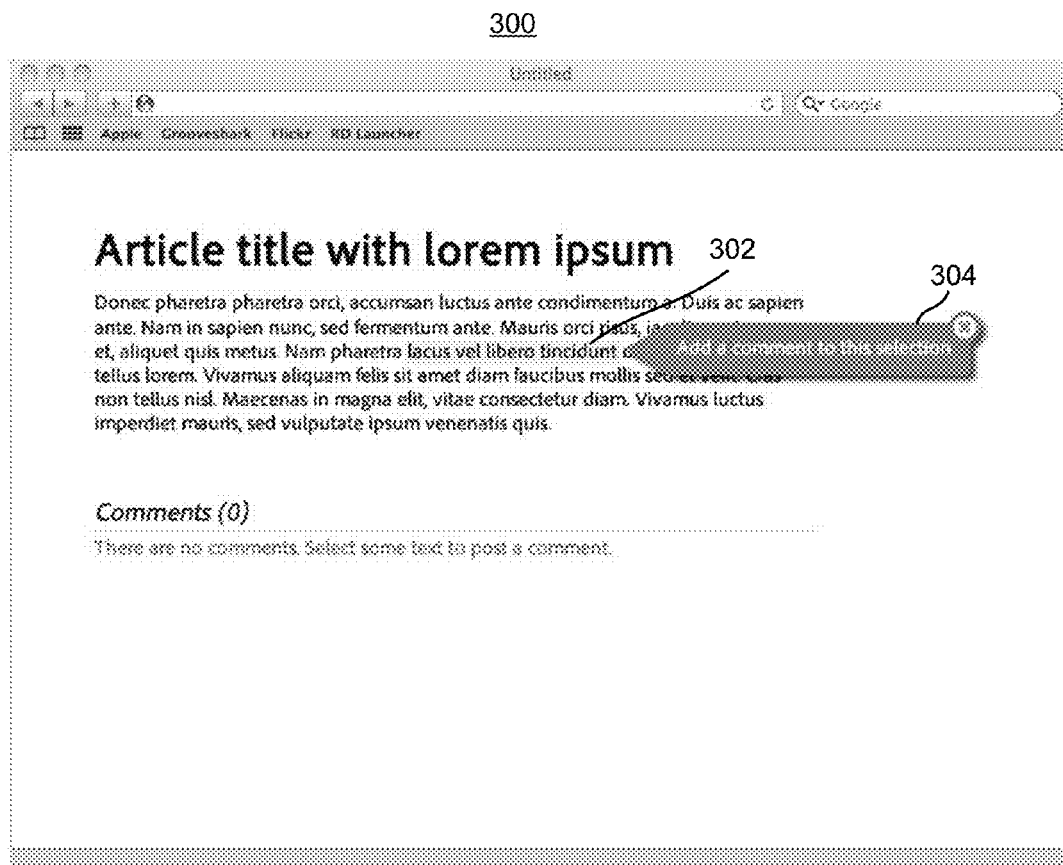 300
Untitled
Google
Apple Grooveshark Flickr RD Launcher
Article title with lorem ipsum
302
304
Donec pharetra pharetra orci, accumsan luctus ante condimentum a. Duis ac sapien
ante. Nam in sapien nunc, sed fermentum ante. Mauris orci risus,
et, aliquet quis metus. Nam pharetra lacus vel libero tincidunt
Add a comment to this selection
tellus lorem. Vivamus aliquam felis sit amet diam faucibus mollis sed
non tellus nisl. Maecenas in magna elit, vitae consectetur diam. Vivamus luctus
imperdiet mauris, sed vulputate ipsum venenatis quis.
Comments (0)
There are no comments. Select some text to post a comment.